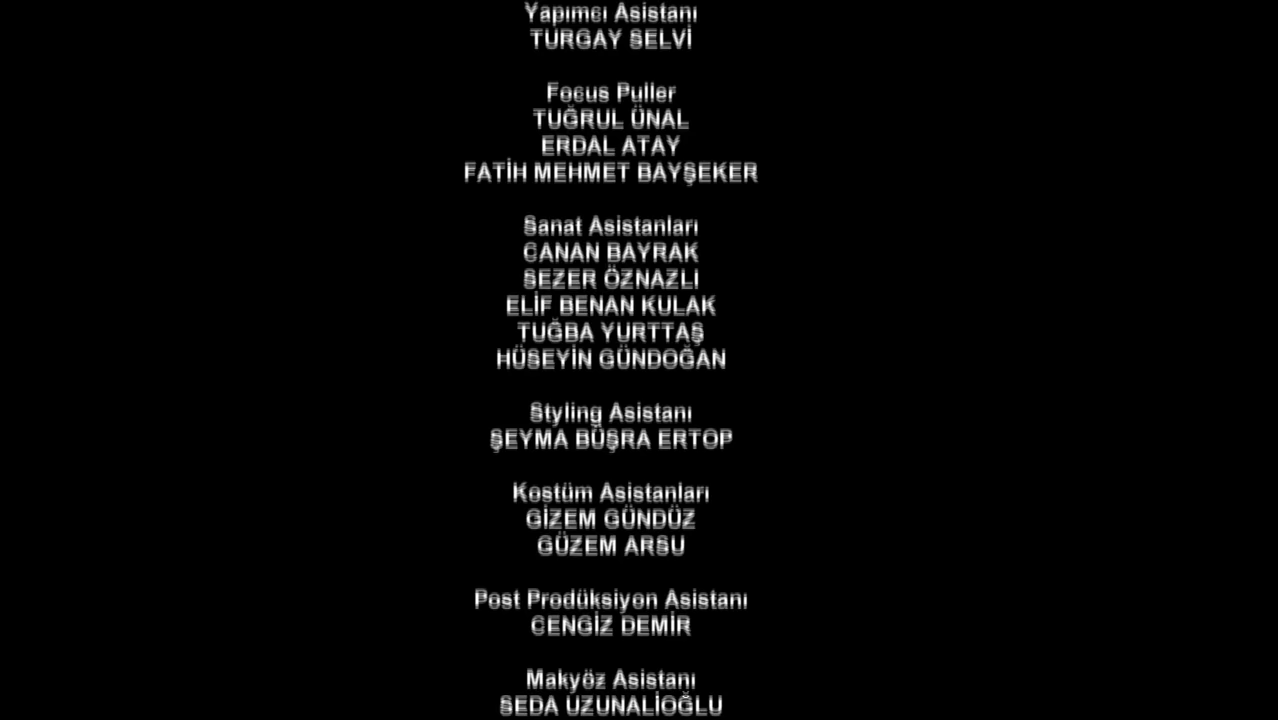 Yapımcı Asistanı
TURGAY SELVİ
Focus Puller
TUĞRUL ÜNAL
ERDAL ATAY
FATİH MEHMET BAYŞEKER
Sanat Asistanları
CANAN BAYRAK
SEZER ÖZNAZLI
ELİF BENAN KULAK
TUĞBA YURTTAŞ
HÜSEYİN GÜNDOĞAN
Styling Asistanı
ŞEYMA BÜŞRA ERTOP
Kostüm Asistanları
GİZEM GÜNDÜZ
GÜZEM ARSU
Post Prodüksiyon Asistanı
CENGİZ DEMİR
Makyöz Asistanı
SEDA UZUNALİOĞLU